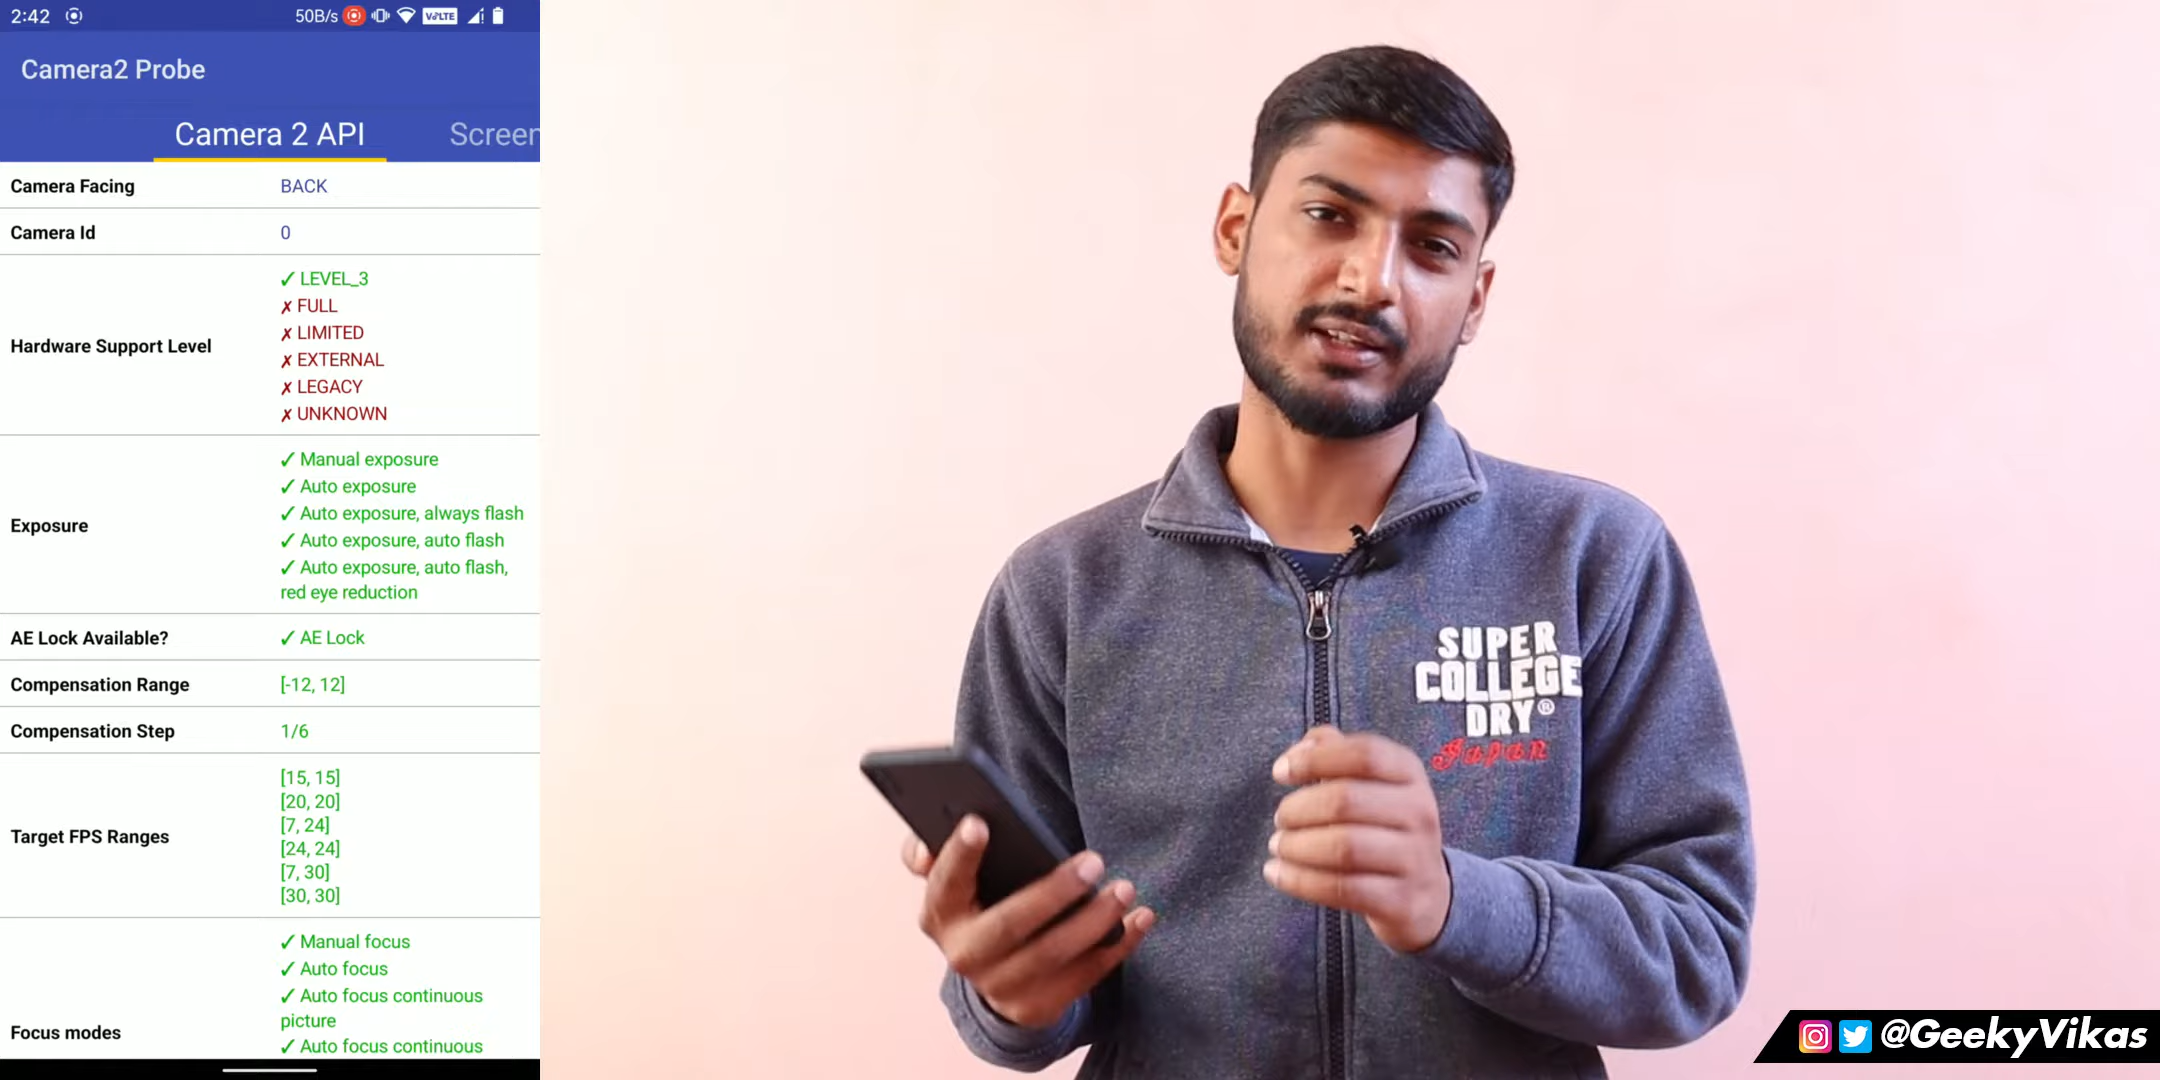 2:42
50B/s
VoLTE
Camera2 Probe
Camera 2 API
Screen
Camera Facing
BACK
Camera Id
0
Hardware Support Level
✓ LEVEL_3
✗ FULL
✗ LIMITED
✗ EXTERNAL
✗ LEGACY
✗ UNKNOWN
Exposure
✓ Manual exposure
✓ Auto exposure
✓ Auto exposure, always flash
✓ Auto exposure, auto flash
✓ Auto exposure, auto flash,
red eye reduction
AE Lock Available?
✓ AE Lock
Compensation Range
[-12, 12]
Compensation Step
1/6
Target FPS Ranges
[15, 15]
[20, 20]
[7, 24]
[24, 24]
[7, 30]
[30, 30]
Focus modes
✓ Manual focus
✓ Auto focus
✓ Auto focus continuous
picture
✓ Auto focus continuous
SUPER
COLLEGE
DRY®
Japan
@GeekyVikas